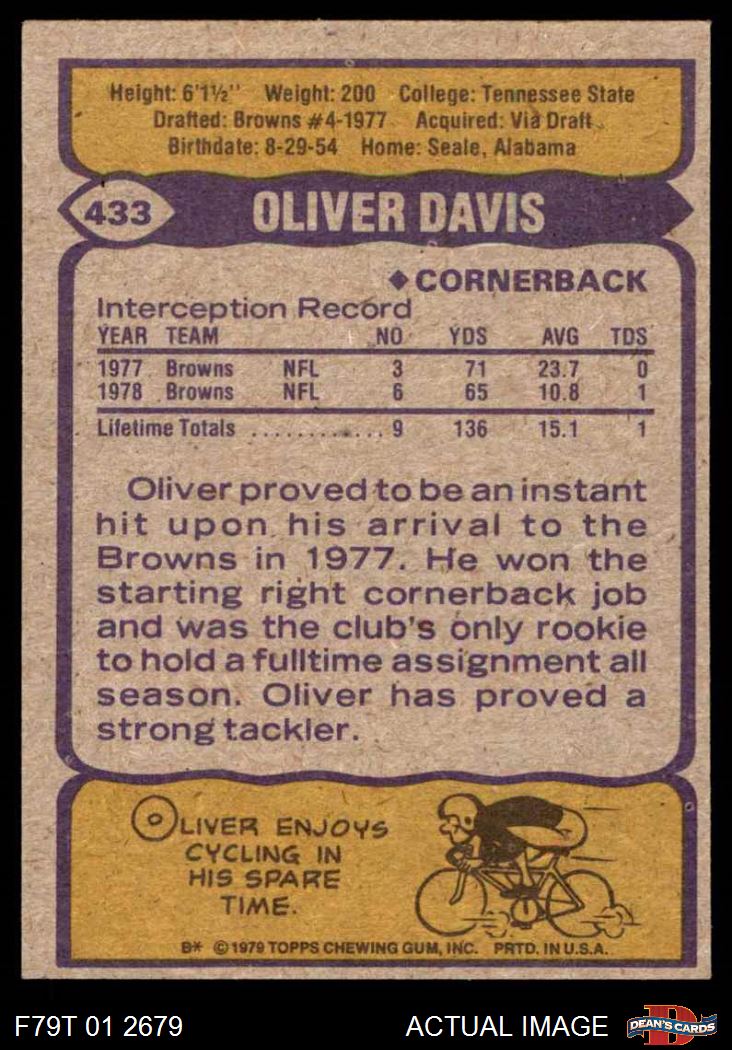 Height: 6'1½" Weight: 200 College: Tennessee State
Drafted: Browns #4-1977 Acquired: Via Draft
Birthdate: 8-29-54 Home: Seale, Alabama
433 OLIVER DAVIS
◆ CORNERBACK
Interception Record
YEAR TEAM NO YDS AVG TDS
1977 Browns NFL 3 71 23.7 0
1978 Browns NFL 6 65 10.8 1
Lifetime Totals ............. 9 136 15.1 1
Oliver proved to be an instant
hit upon his arrival to the
Browns in 1977. He won the
starting right cornerback job
and was the club's only rookie
to hold a fulltime assignment all
season. Oliver has proved a
strong tackler.
OLIVER ENJOYS
CYCLING IN
HIS SPARE
TIME.
B* © 1979 TOPPS CHEWING GUM, INC. PRTD. IN U.S.A.
F79T 01 2679 ACTUAL IMAGE D DEAN'S CARDS